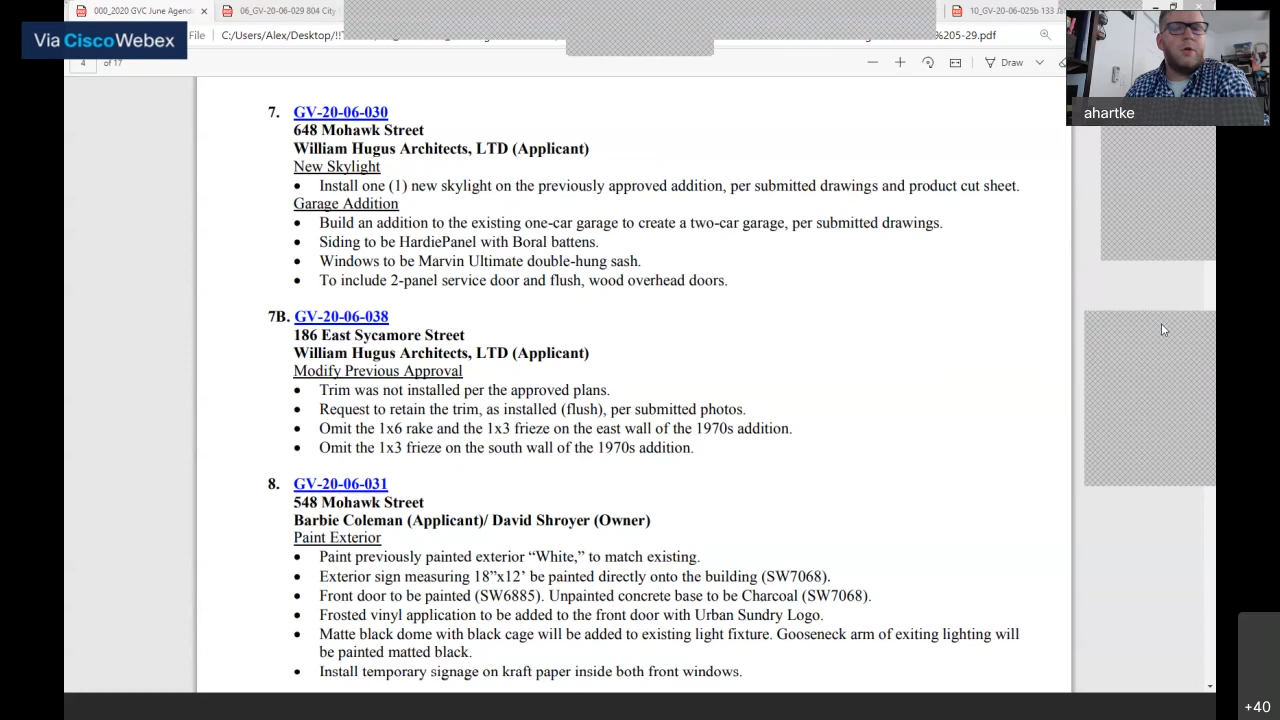 000_2020 GVC June Agenda
06_GV-20-06-029 804 City
10_GV-20-06-025b 133 J
Via Cisco Webex
File
C:/Users/Alex/Desktop/!!
205-29.pdf
4 of 17
Draw
ahartke
7. GV-20-06-030
648 Mohawk Street
William Hugus Architects, LTD (Applicant)
New Skylight
• Install one (1) new skylight on the previously approved addition, per submitted drawings and product cut sheet.
Garage Addition
• Build an addition to the existing one-car garage to create a two-car garage, per submitted drawings.
• Siding to be HardiePanel with Boral battens.
• Windows to be Marvin Ultimate double-hung sash.
• To include 2-panel service door and flush, wood overhead doors.
7B. GV-20-06-038
186 East Sycamore Street
William Hugus Architects, LTD (Applicant)
Modify Previous Approval
• Trim was not installed per the approved plans.
• Request to retain the trim, as installed (flush), per submitted photos.
• Omit the 1x6 rake and the 1x3 frieze on the east wall of the 1970s addition.
• Omit the 1x3 frieze on the south wall of the 1970s addition.
8. GV-20-06-031
548 Mohawk Street
Barbie Coleman (Applicant)/ David Shroyer (Owner)
Paint Exterior
• Paint previously painted exterior “White,” to match existing.
• Exterior sign measuring 18”x12’ be painted directly onto the building (SW7068).
• Front door to be painted (SW6885). Unpainted concrete base to be Charcoal (SW7068).
• Frosted vinyl application to be added to the front door with Urban Sundry Logo.
• Matte black dome with black cage will be added to existing light fixture. Gooseneck arm of exiting lighting will
be painted matted black.
• Install temporary signage on kraft paper inside both front windows.
+40